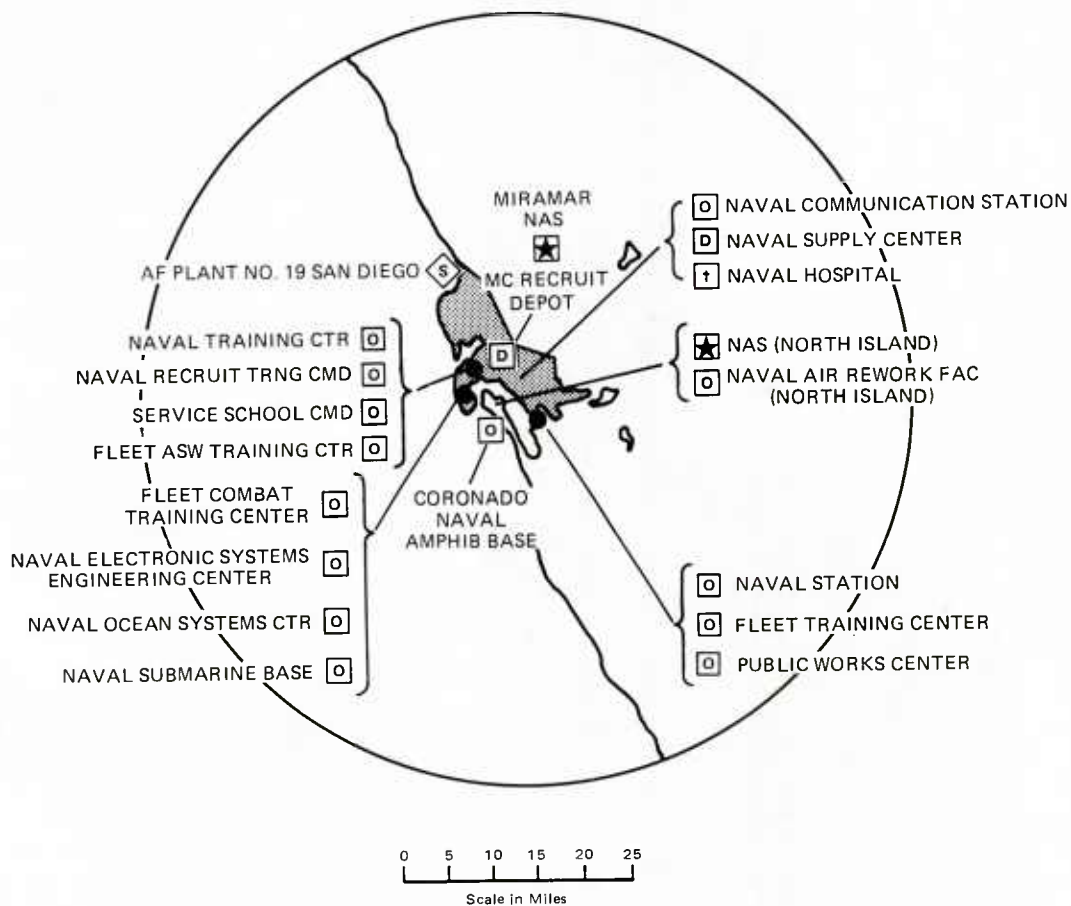 MIRAMAR
NAS
AF PLANT NO. 19 SAN DIEGO S
MC RECRUIT
DEPOT
D
O NAVAL COMMUNICATION STATION
D NAVAL SUPPLY CENTER
† NAVAL HOSPITAL
NAVAL TRAINING CTR O
NAVAL RECRUIT TRNG CMD O
SERVICE SCHOOL CMD O
FLEET ASW TRAINING CTR O
★ NAS (NORTH ISLAND)
O NAVAL AIR REWORK FAC
(NORTH ISLAND)
FLEET COMBAT
TRAINING CENTER O
NAVAL ELECTRONIC SYSTEMS
ENGINEERING CENTER O
NAVAL OCEAN SYSTEMS CTR O
NAVAL SUBMARINE BASE O
O
CORONADO
NAVAL
AMPHIB BASE
O NAVAL STATION
O FLEET TRAINING CENTER
O PUBLIC WORKS CENTER
0 5 10 15 20 25
Scale in Miles